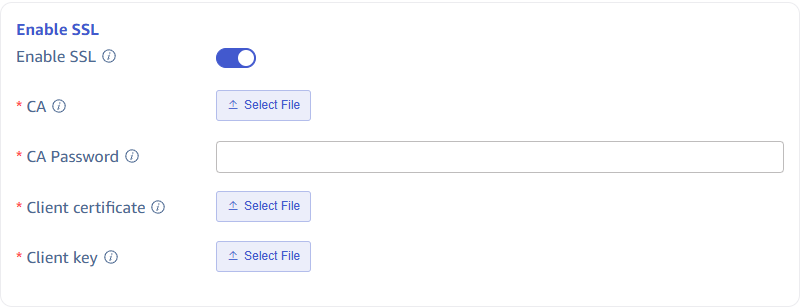 Enable SSL
Enable SSL
* CA
Select File
* CA Password
* Client certificate
Select File
* Client key
Select File